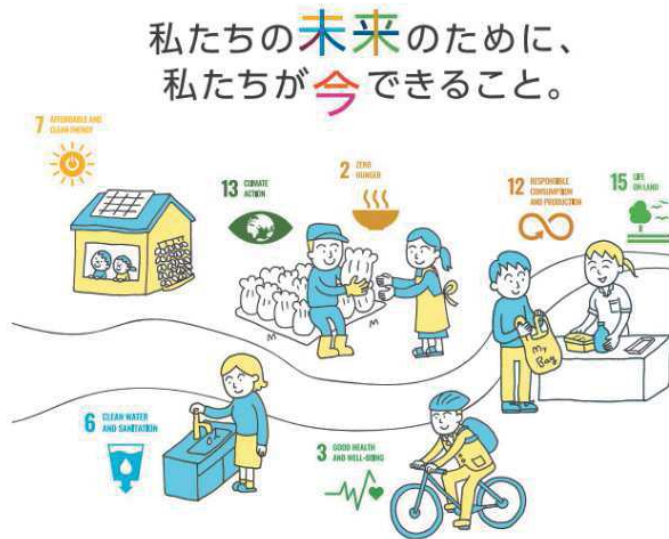 私たちの未来のために、
私たちが今できること。
7 AFFORDABLE AND
CLEAN ENERGY
13 CLIMATE
ACTION
2 ZERO
HUNGER
12 RESPONSIBLE
CONSUMPTION
AND PRODUCTION
15 LIFE
ON LAND
My
Bag
6 CLEAN WATER
AND SANITATION
3 GOOD HEALTH
AND WELL-BEING